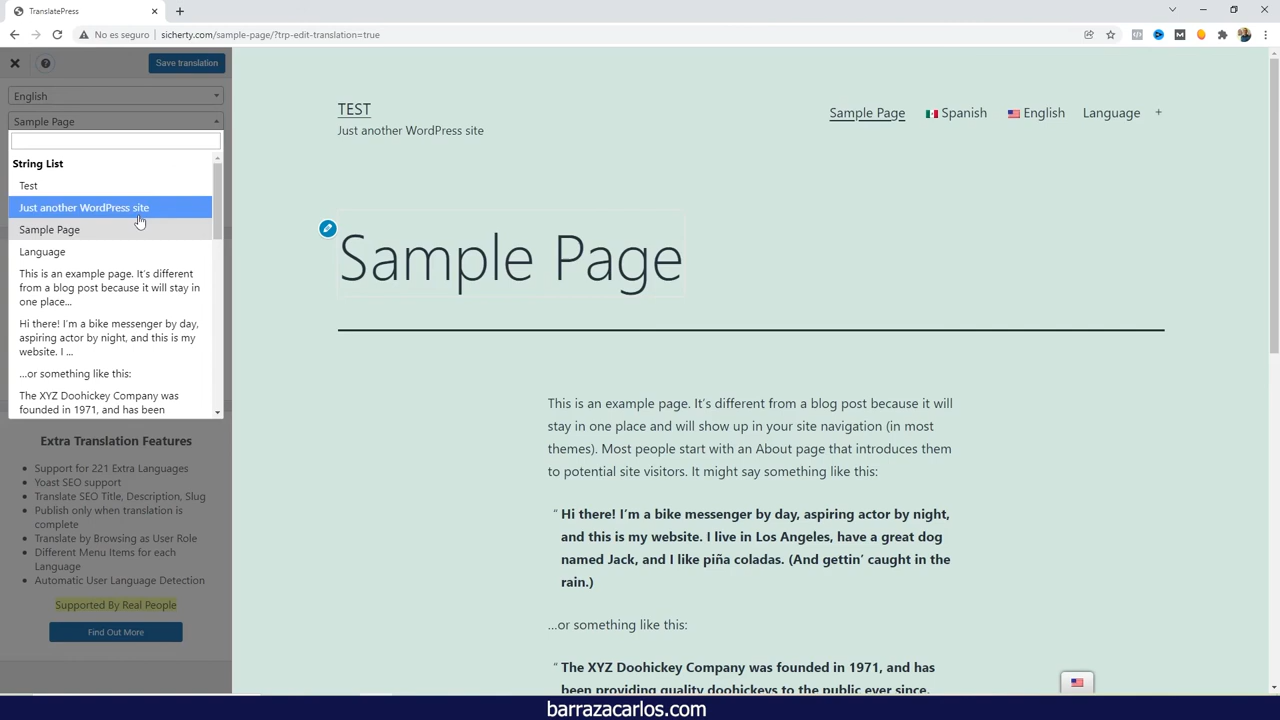 TranslatePress
No es seguro
sicherty.com/sample-page/?trp-edit-translation=true
Save translation
English
Sample Page
String List
Test
Just another WordPress site
Sample Page
Language
This is an example page. It's different
from a blog post because it will stay in
one place...
Hi there! I'm a bike messenger by day,
aspiring actor by night, and this is my
website. I ...
...or something like this:
The XYZ Doohickey Company was
founded in 1971, and has been
Extra Translation Features
Support for 221 Extra Languages
Yoast SEO support
Translate SEO Title, Description, Slug
Publish only when translation is
complete
Translate by Browsing as User Role
Different Menu Items for each
Language
Automatic User Language Detection
Supported By Real People
Find Out More
TEST
Just another WordPress site
Sample Page
Spanish
English
Language
+
Sample Page
This is an example page. It's different from a blog post because it will
stay in one place and will show up in your site navigation (in most
themes). Most people start with an About page that introduces them
to potential site visitors. It might say something like this:
“ Hi there! I'm a bike messenger by day, aspiring actor by night,
and this is my website. I live in Los Angeles, have a great dog
named Jack, and I like piña coladas. (And gettin' caught in the
rain.)
…or something like this:
“ The XYZ Doohickey Company was founded in 1971, and has
been providing quality doohickeys to the public ever since.
barrazacarlos.com